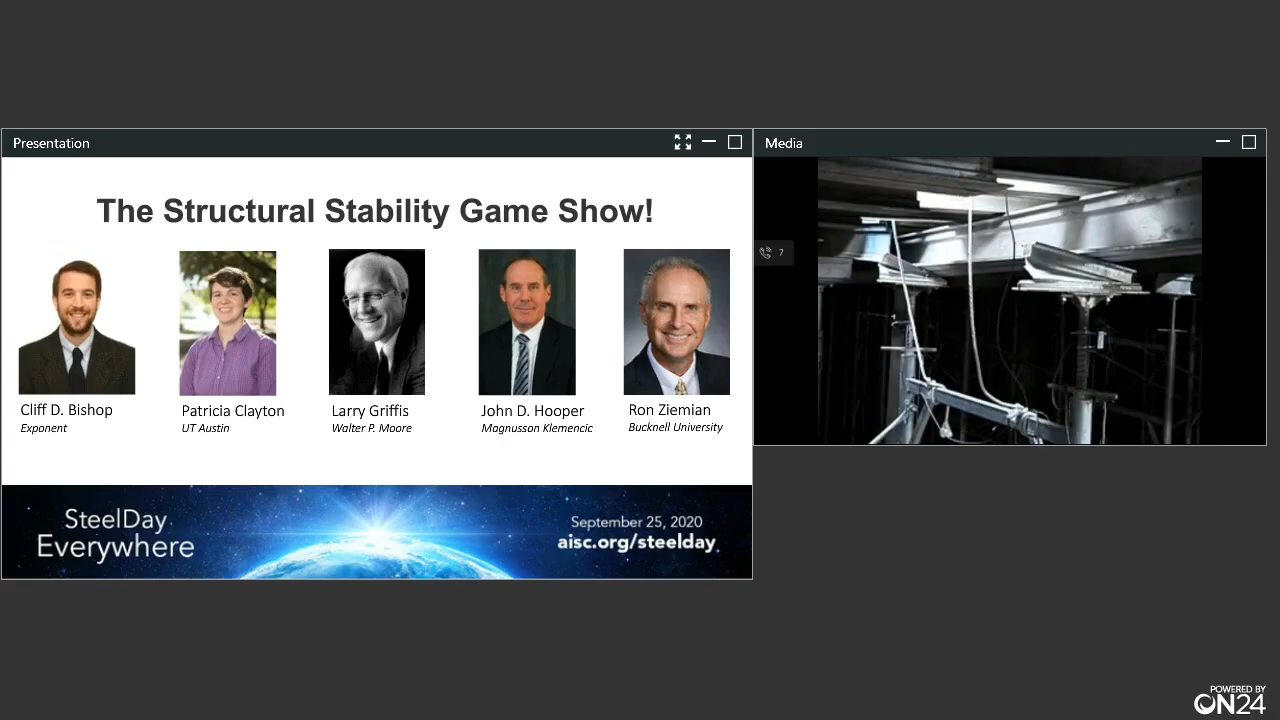 Presentation
Media
The Structural Stability Game Show!
7
Cliff D. Bishop
Exponent
Patricia Clayton
UT Austin
Larry Griffis
Walter P. Moore
John D. Hooper
Magnusson Klemencic
Ron Ziemian
Bucknell University
SteelDay
Everywhere
September 25, 2020
aisc.org/steelday
POWERED BY
ON24